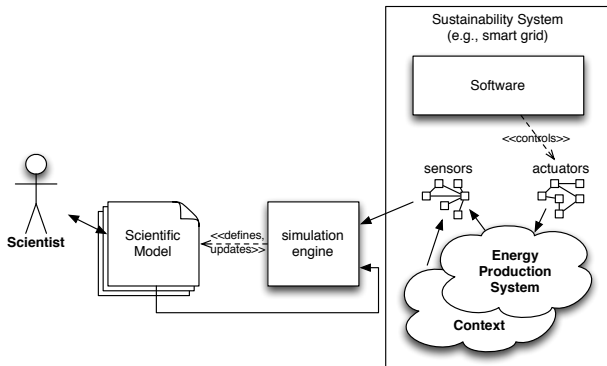 Sustainability System
(e.g., smart grid)
Software
<<controls>>
sensors
actuators
Scientist
Scientific
Model
<<defines,
updates>>
simulation
engine
Energy
Production
System
Context